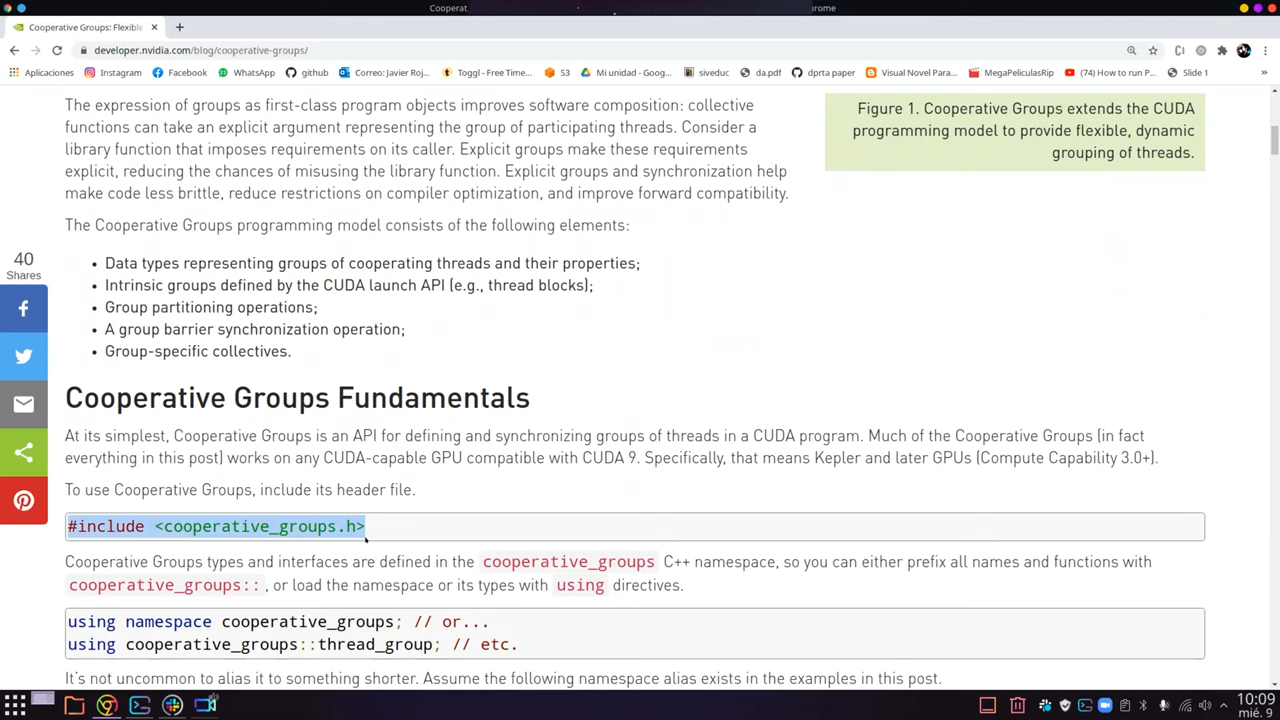 Cooperat
hrome
Cooperative Groups: Flexibl
developer.nvidia.com/blog/cooperative-groups/
Aplicaciones
Instagram
Facebook
WhatsApp
github
Correo: Javier Roj...
Toggl - Free Time...
S3
Mi unidad - Goog...
siveduc
da.pdf
dprta paper
Visual Novel Para...
MegaPeliculasRip
(74) How to run P...
Slide 1
The expression of groups as first-class program objects improves software composition: collective
functions can take an explicit argument representing the group of participating threads. Consider a
library function that imposes requirements on its caller. Explicit groups make these requirements
explicit, reducing the chances of misusing the library function. Explicit groups and synchronization help
make code less brittle, reduce restrictions on compiler optimization, and improve forward compatibility.
Figure 1. Cooperative Groups extends the CUDA
programming model to provide flexible, dynamic
grouping of threads.
The Cooperative Groups programming model consists of the following elements:
• Data types representing groups of cooperating threads and their properties;
• Intrinsic groups defined by the CUDA launch API (e.g., thread blocks);
• Group partitioning operations;
• A group barrier synchronization operation;
• Group-specific collectives.
40
Shares
Cooperative Groups Fundamentals
At its simplest, Cooperative Groups is an API for defining and synchronizing groups of threads in a CUDA program. Much of the Cooperative Groups (in fact
everything in this post) works on any CUDA-capable GPU compatible with CUDA 9. Specifically, that means Kepler and later GPUs (Compute Capability 3.0+).
To use Cooperative Groups, include its header file.
#include <cooperative_groups.h>
Cooperative Groups types and interfaces are defined in the cooperative_groups C++ namespace, so you can either prefix all names and functions with
cooperative_groups:: , or load the namespace or its types with using directives.
using namespace cooperative_groups; // or...
using cooperative_groups::thread_group; // etc.
It's not uncommon to alias it to something shorter. Assume the following namespace alias exists in the examples in this post.
10:09
mié. 9